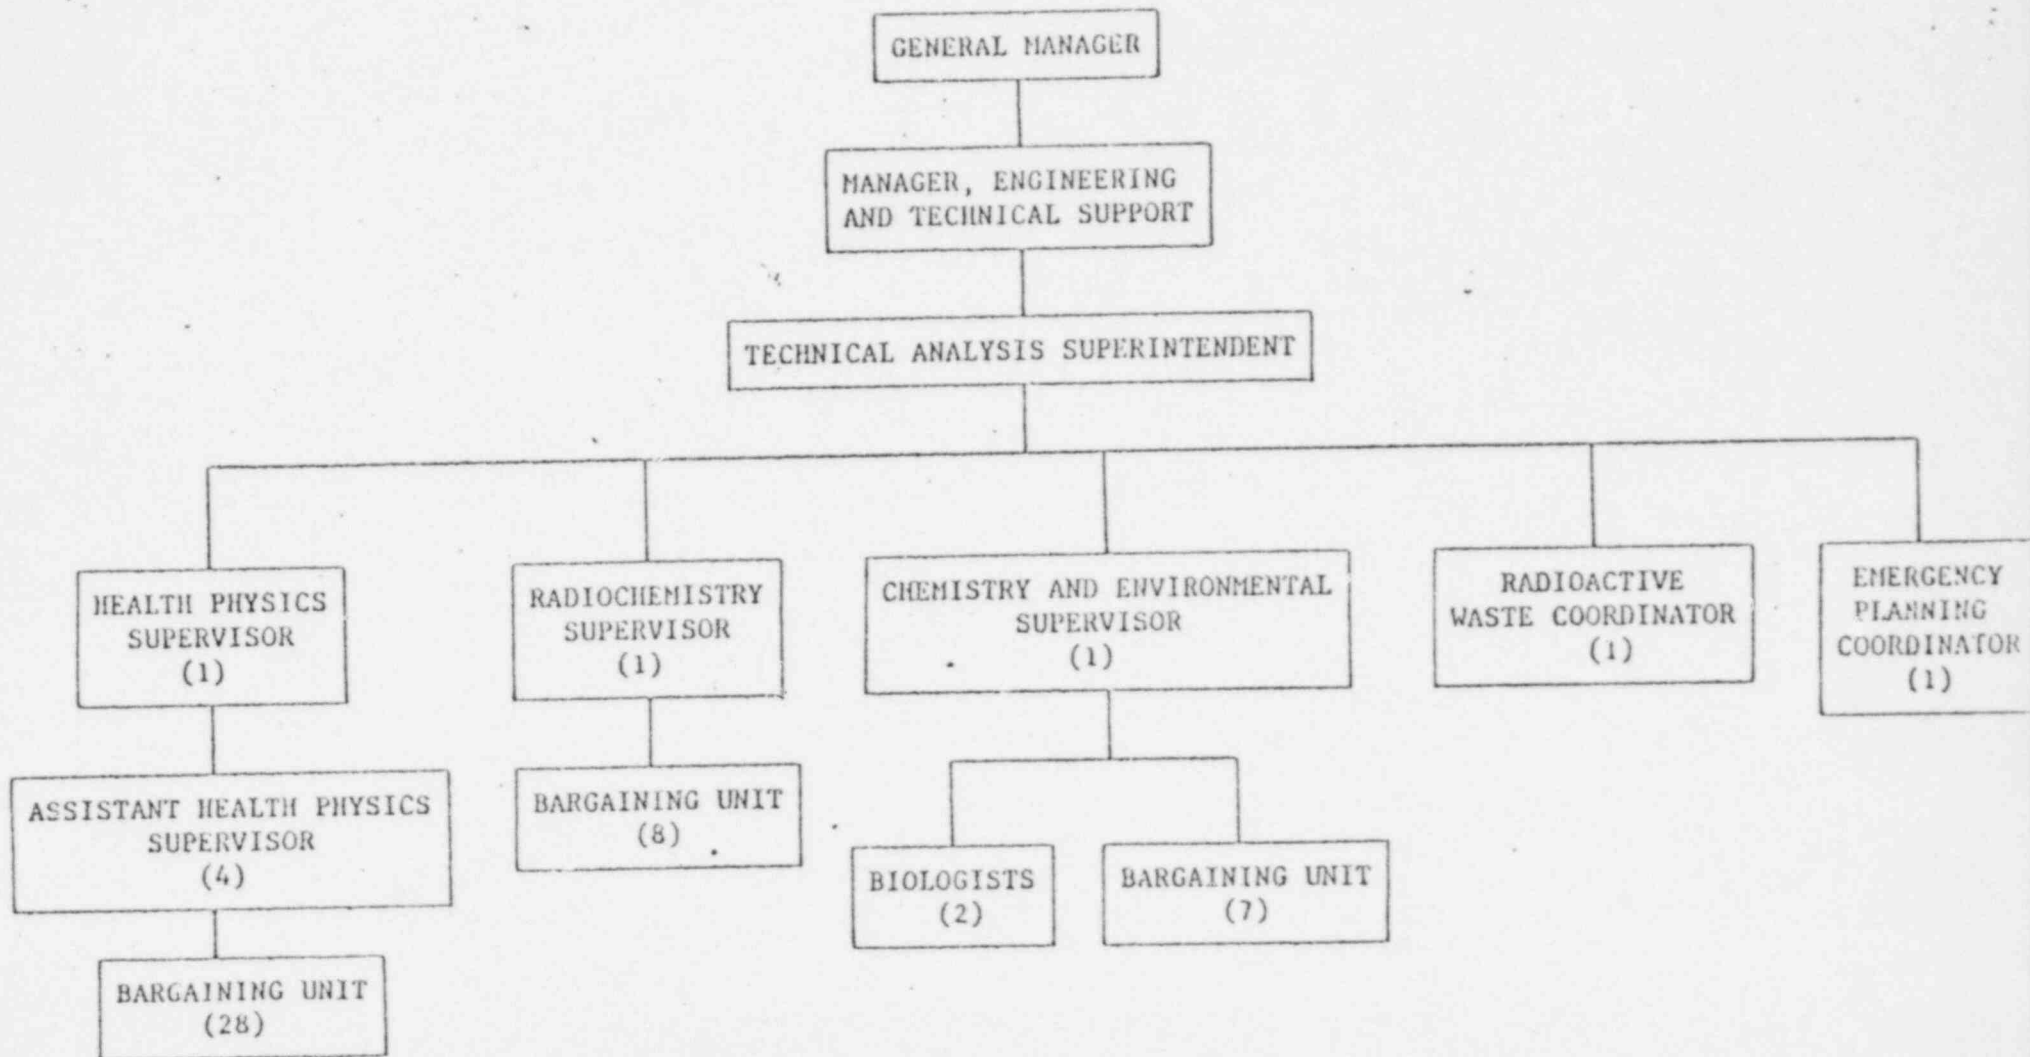 GENERAL MANAGER
MANAGER, ENGINEERING
AND TECHNICAL SUPPORT
TECHNICAL ANALYSIS SUPERINTENDENT
HEALTH PHYSICS
SUPERVISOR
(1)
RADIOCHEMISTRY
SUPERVISOR
(1)
CHEMISTRY AND ENVIRONMENTAL
SUPERVISOR
(1)
RADIOACTIVE
WASTE COORDINATOR
(1)
EMERGENCY
PLANNING
COORDINATOR
(1)
ASSISTANT HEALTH PHYSICS
SUPERVISOR
(4)
BARGAINING UNIT
(8)
BIOLOGISTS
(2)
BARGAINING UNIT
(7)
BARGAINING UNIT
(28)